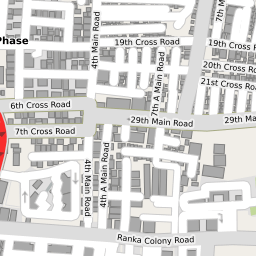 7th M
4th Main Road
Phase
19th Cross Road
19th Cross Road
20th Cross Road
21st Cross Road
7th A Main Road
6th Cross Road
29th Main Road
29th Ma
7th Cross Road
4th Main Road
4th A Main Road
Ranka Colony Road